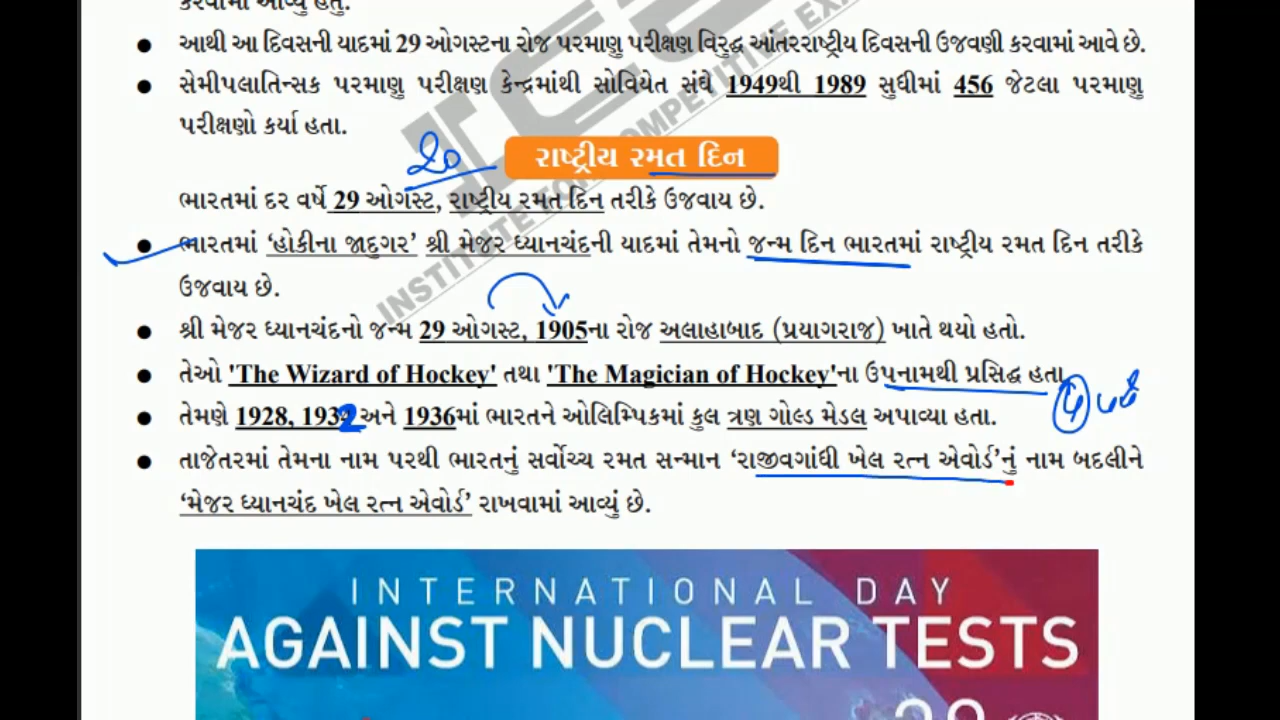 કરવામાં આવ્યું હતું.
● આથી આ દિવસની યાદમાં 29 ઓગસ્ટના રોજ પરમાણુ પરીક્ષણ વિરુદ્ધ આંતરરાષ્ટ્રીય દિવસની ઉજવણી કરવામાં આવે છે.
● સેમીપલાતિન્સક પરમાણુ પરીક્ષણ કેન્દ્રમાંથી સોવિયેત સંઘે 1949થી 1989 સુધીમાં 456 જેટલા પરમાણુ
પરીક્ષણો કર્યા હતા.
રાષ્ટ્રીય રમત દિન
ભારતમાં દર વર્ષે 29 ઓગસ્ટ, રાષ્ટ્રીય રમત દિન તરીકે ઉજવાય છે.
● ભારતમાં ‘હોકીના જાદુગર’ શ્રી મેજર ધ્યાનચંદની યાદમાં તેમનો જન્મ દિન ભારતમાં રાષ્ટ્રીય રમત દિન તરીકે
ઉજવાય છે.
● શ્રી મેજર ધ્યાનચંદનો જન્મ 29 ઓગસ્ટ, 1905ના રોજ અલાહાબાદ (પ્રયાગરાજ) ખાતે થયો હતો.
● તેઓ 'The Wizard of Hockey' તથા 'The Magician of Hockey'ના ઉપનામથી પ્રસિદ્ધ હતા
● તેમણે 1928, 1932 અને 1936માં ભારતને ઓલિમ્પિકમાં કુલ ત્રણ ગોલ્ડ મેડલ અપાવ્યા હતા.
● તાજેતરમાં તેમના નામ પરથી ભારતનું સર્વોચ્ચ રમત સન્માન ‘રાજીવગાંધી ખેલ રત્ન એવોર્ડ’નું નામ બદલીને
‘મેજર ધ્યાનચંદ ખેલ રત્ન એવોર્ડ’ રાખવામાં આવ્યું છે.
INTERNATIONAL DAY
AGAINST NUCLEAR TESTS